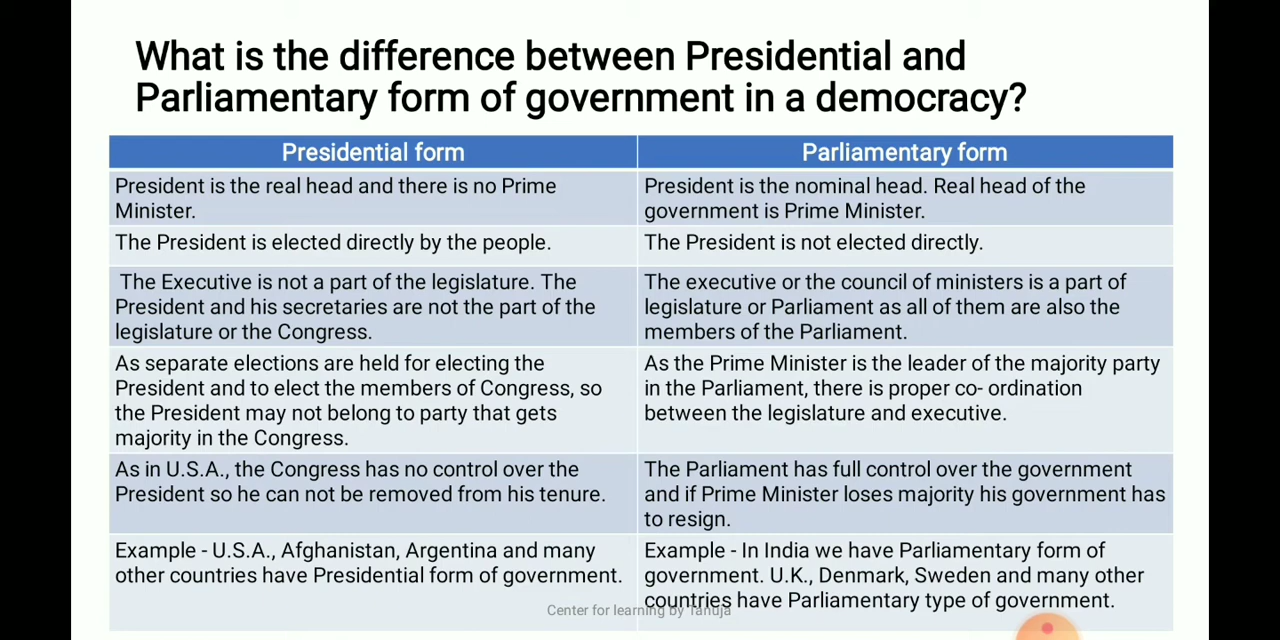 What is the difference between Presidential and
Parliamentary form of government in a democracy?
Presidential form
Parliamentary form
President is the real head and there is no Prime
Minister.
President is the nominal head. Real head of the
government is Prime Minister.
The President is elected directly by the people.
The President is not elected directly.
The Executive is not a part of the legislature. The
President and his secretaries are not the part of the
legislature or the Congress.
The executive or the council of ministers is a part of
legislature or Parliament as all of them are also the
members of the Parliament.
As separate elections are held for electing the
President and to elect the members of Congress, so
the President may not belong to party that gets
majority in the Congress.
As the Prime Minister is the leader of the majority party
in the Parliament, there is proper co- ordination
between the legislature and executive.
As in U.S.A., the Congress has no control over the
President so he can not be removed from his tenure.
The Parliament has full control over the government
and if Prime Minister loses majority his government has
to resign.
Example - U.S.A., Afghanistan, Argentina and many
other countries have Presidential form of government.
Example - In India we have Parliamentary form of
government. U.K., Denmark, Sweden and many other
countries have Parliamentary type of government.
Center for learning by Tanuja